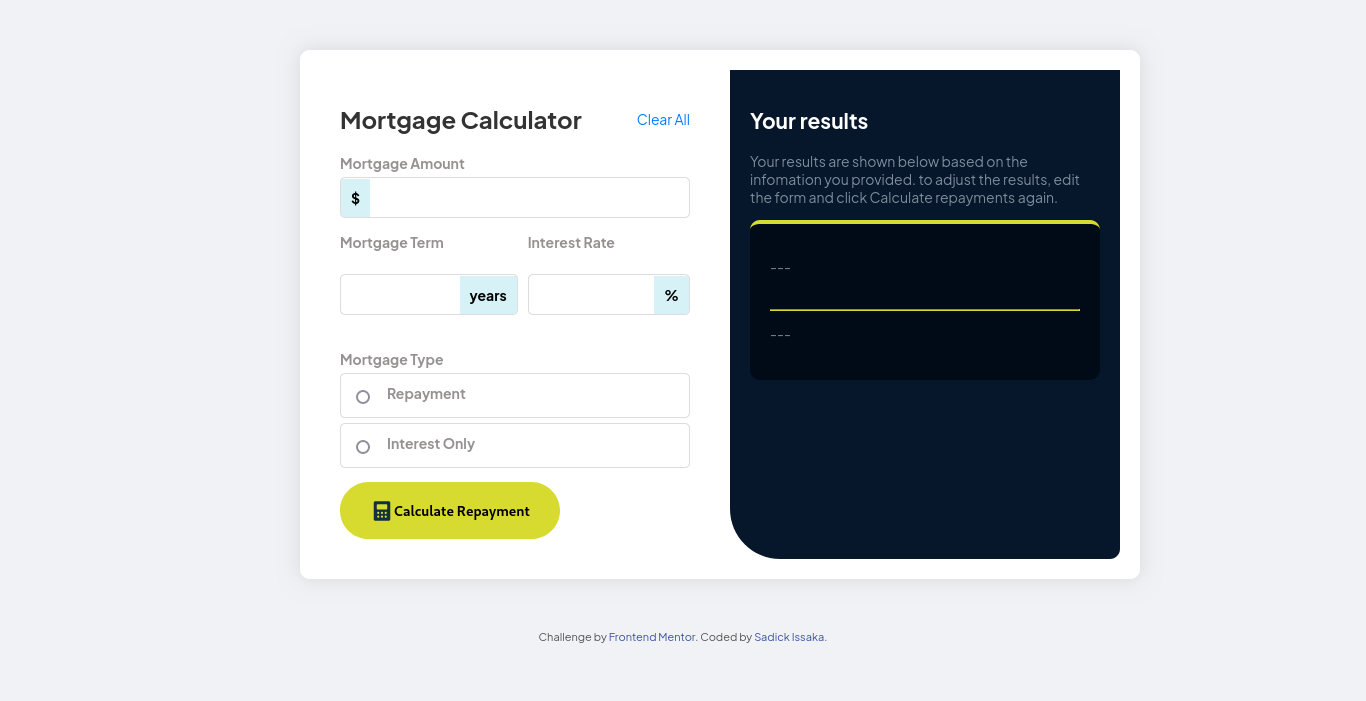 Mortgage Calculator
Clear All
Mortgage Amount
$
Mortgage Term
Interest Rate
years
%
Mortgage Type
Repayment
Interest Only
Calculate Repayment
Your results
Your results are shown below based on the
infomation you provided. to adjust the results, edit
the form and click Calculate repayments again.
---
---
Challenge by Frontend Mentor. Coded by Sadick Issaka.